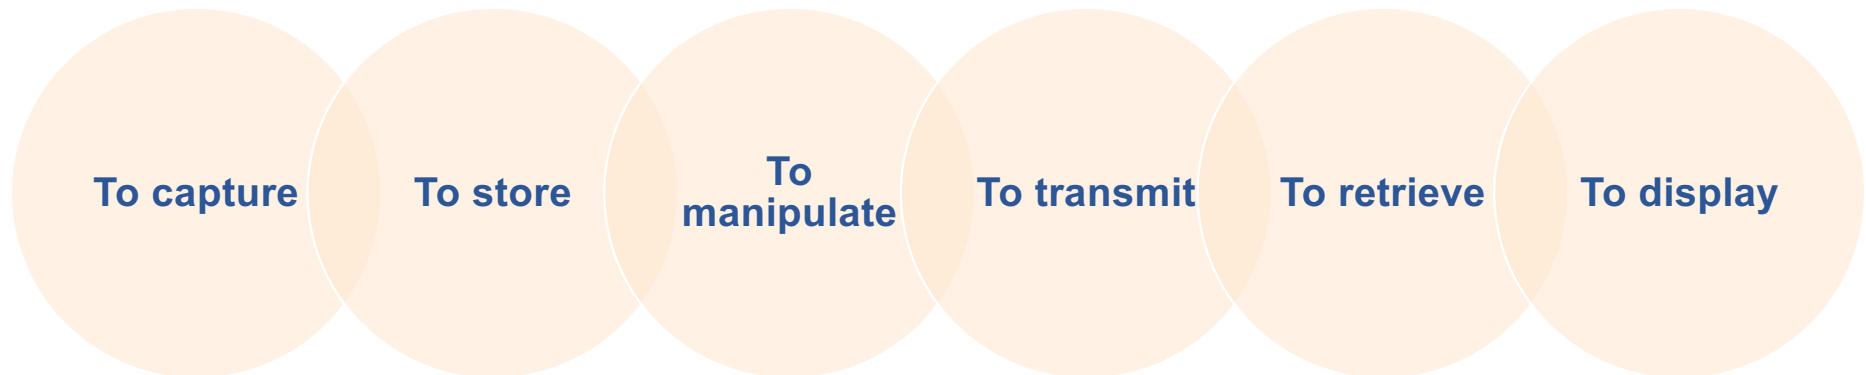 To capture
To store
To
manipulate
To transmit
To retrieve
To display